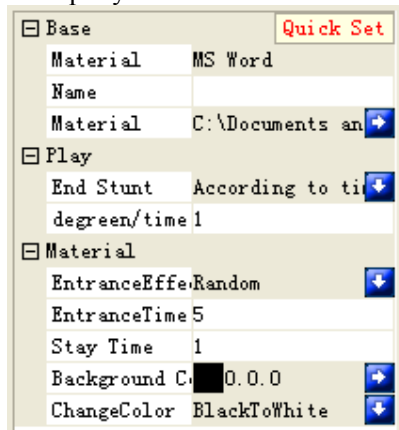 Base Quick Set
Material MS Word
Name
Material C:\Documents an
Play
End Stunt According to ti
degreen/time 1
Material
EntranceEffe Random
EntranceTime 5
Stay Time 1
Background C 0.0.0
ChangeColor BlackToWhite